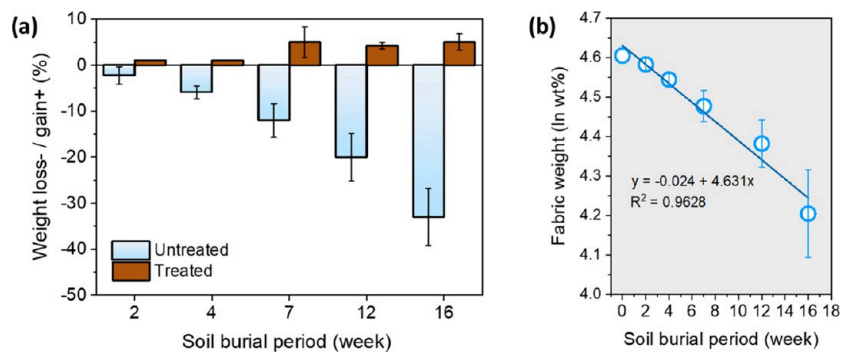 (a)
Weight loss- / gain+ (%)
10
0
-10
-20
-30
-40
-50
Untreated
Treated
2 4 7 12 16
Soil burial period (week)
(b)
Fabric weight (ln wt%)
4.7
4.6
4.5
4.4
4.3
4.2
4.1
4.0
y = -0.024 + 4.631x
R² = 0.9628
0 2 4 6 8 10 12 14 16 18
Soil burial period (week)